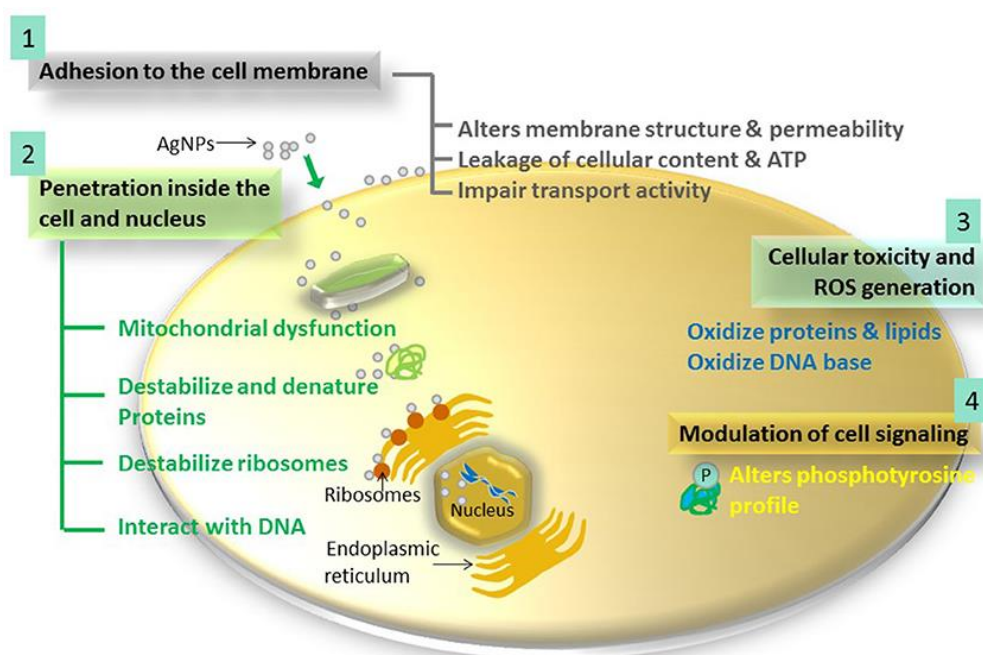 1
Adhesion to the cell membrane
Alters membrane structure & permeability
Leakage of cellular content & ATP
Impair transport activity
AgNPs
2
Penetration inside the
cell and nucleus
Mitochondrial dysfunction
Destabilize and denature
Proteins
Destabilize ribosomes
Interact with DNA
Ribosomes
Nucleus
Endoplasmic
reticulum
3
Cellular toxicity and
ROS generation
Oxidize proteins & lipids
Oxidize DNA base
4
Modulation of cell signaling
P
Alters phosphotyrosine
profile